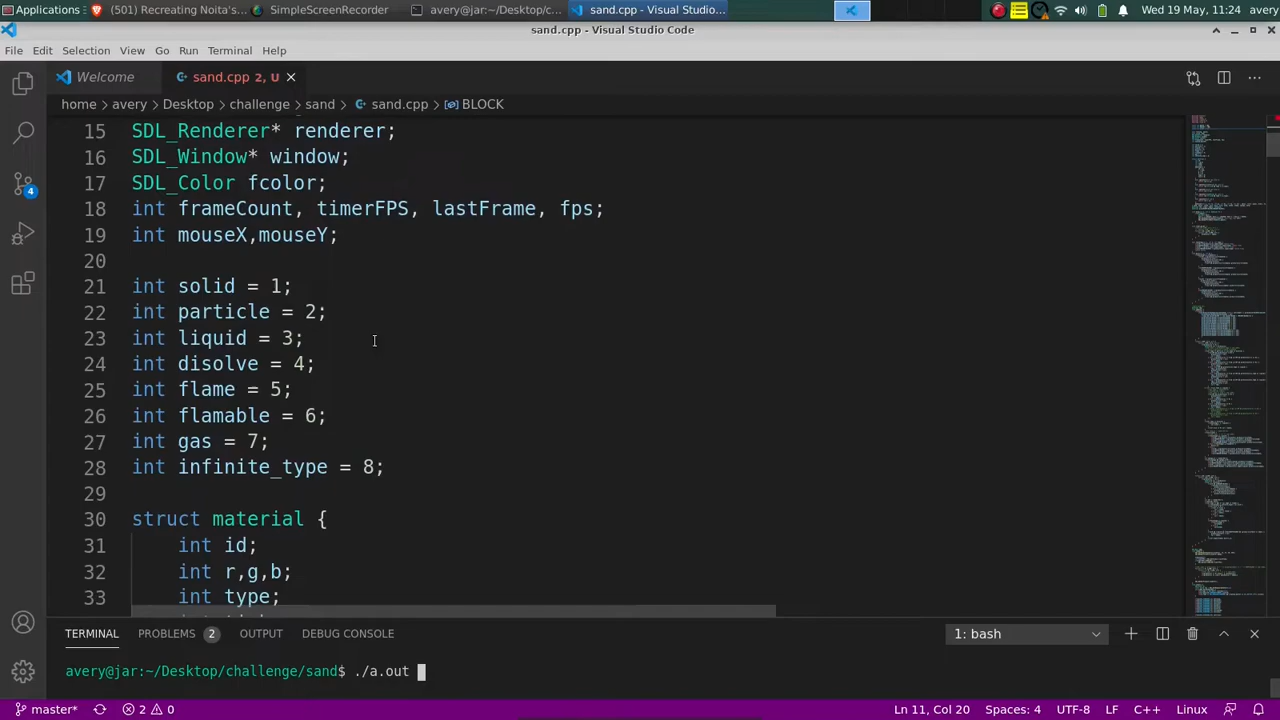 Applications
(501) Recreating Noita's...
SimpleScreenRecorder
avery@jar:~/Desktop/c...
sand.cpp - Visual Studio...
Wed 19 May, 11:24 avery
sand.cpp - Visual Studio Code
File Edit Selection View Go Run Terminal Help
Welcome
sand.cpp 2, U
home > avery > Desktop > challenge > sand > sand.cpp > BLOCK
15 SDL_Renderer* renderer;
16 SDL_Window* window;
17 SDL_Color fcolor;
18 int frameCount, timerFPS, lastFrame, fps;
19 int mouseX,mouseY;
20
21 int solid = 1;
22 int particle = 2;
23 int liquid = 3;
24 int disolve = 4;
25 int flame = 5;
26 int flamable = 6;
27 int gas = 7;
28 int infinite_type = 8;
29
30 struct material {
31 int id;
32 int r,g,b;
33 int type;
4
TERMINAL PROBLEMS 2 OUTPUT DEBUG CONSOLE
1: bash
avery@jar:~/Desktop/challenge/sand$ ./a.out
master* 2 0
Ln 11, Col 20 Spaces: 4 UTF-8 LF C++ Linux